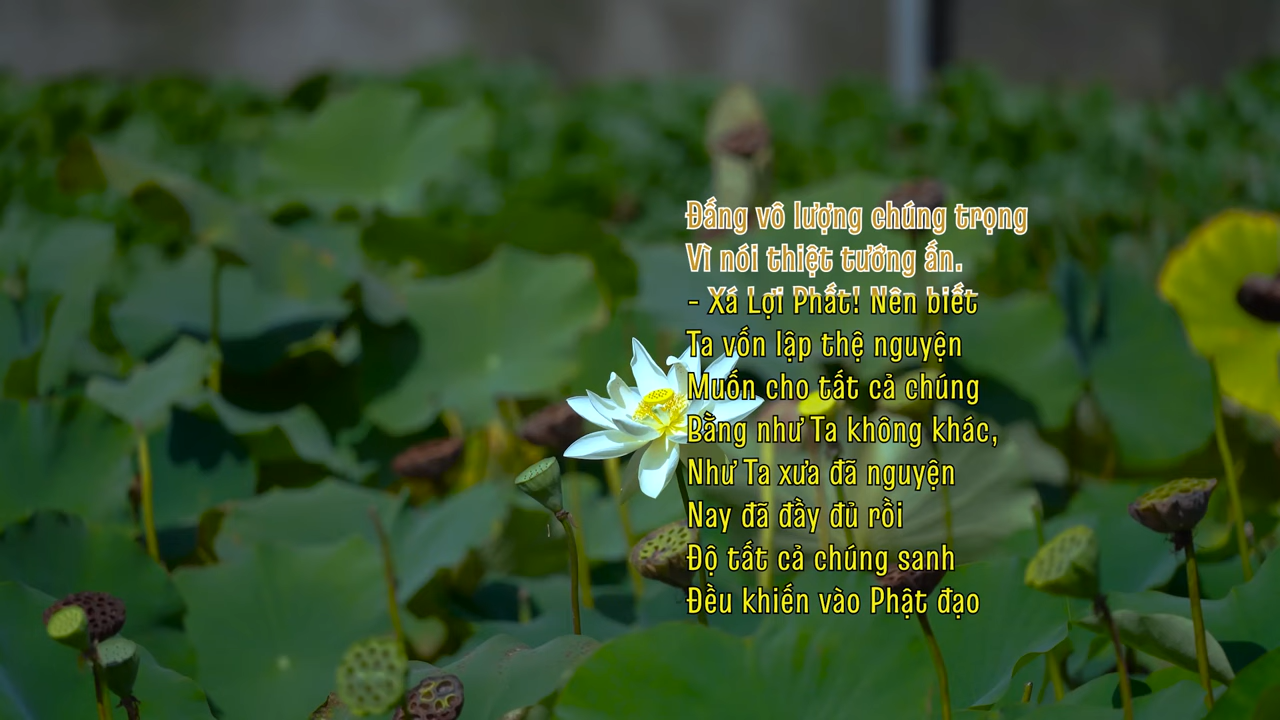 Đấng vô lượng chúng trọng
Vì nói thiệt tướng ấn.
- Xá Lợi Phất! Nên biết
Ta vốn lập thệ nguyện
Muốn cho tất cả chúng
Bằng như Ta không khác,
Như Ta xưa đã nguyện
Nay đã đầy đủ rồi
Độ tất cả chúng sanh
Đều khiến vào Phật đạo